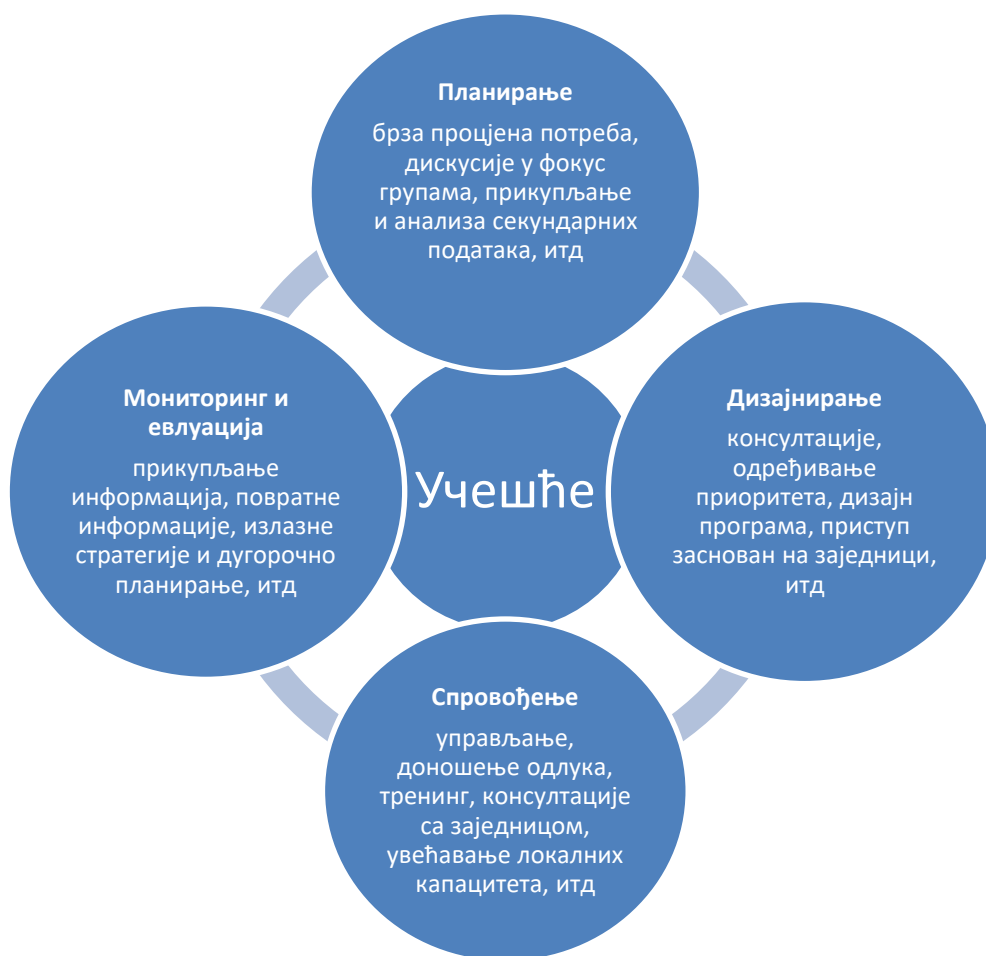 Планирање
брза процјена потреба,
дискусије у фокус
групама, прикупљање
и анализа секундарних
података, итд
Дизајнирање
консултације,
одређивање
приоритета, дизајн
програма, приступ
заснован на заједници,
итд
Спровођење
управљање,
доношење одлука,
тренинг, консултације
са заједницом,
увећавање локалних
капацитета, итд
Мониторинг и
евлуација
прикупљање
информација, повратне
информације, излазне
стратегије и дугорочно
планирање, итд
Учешће